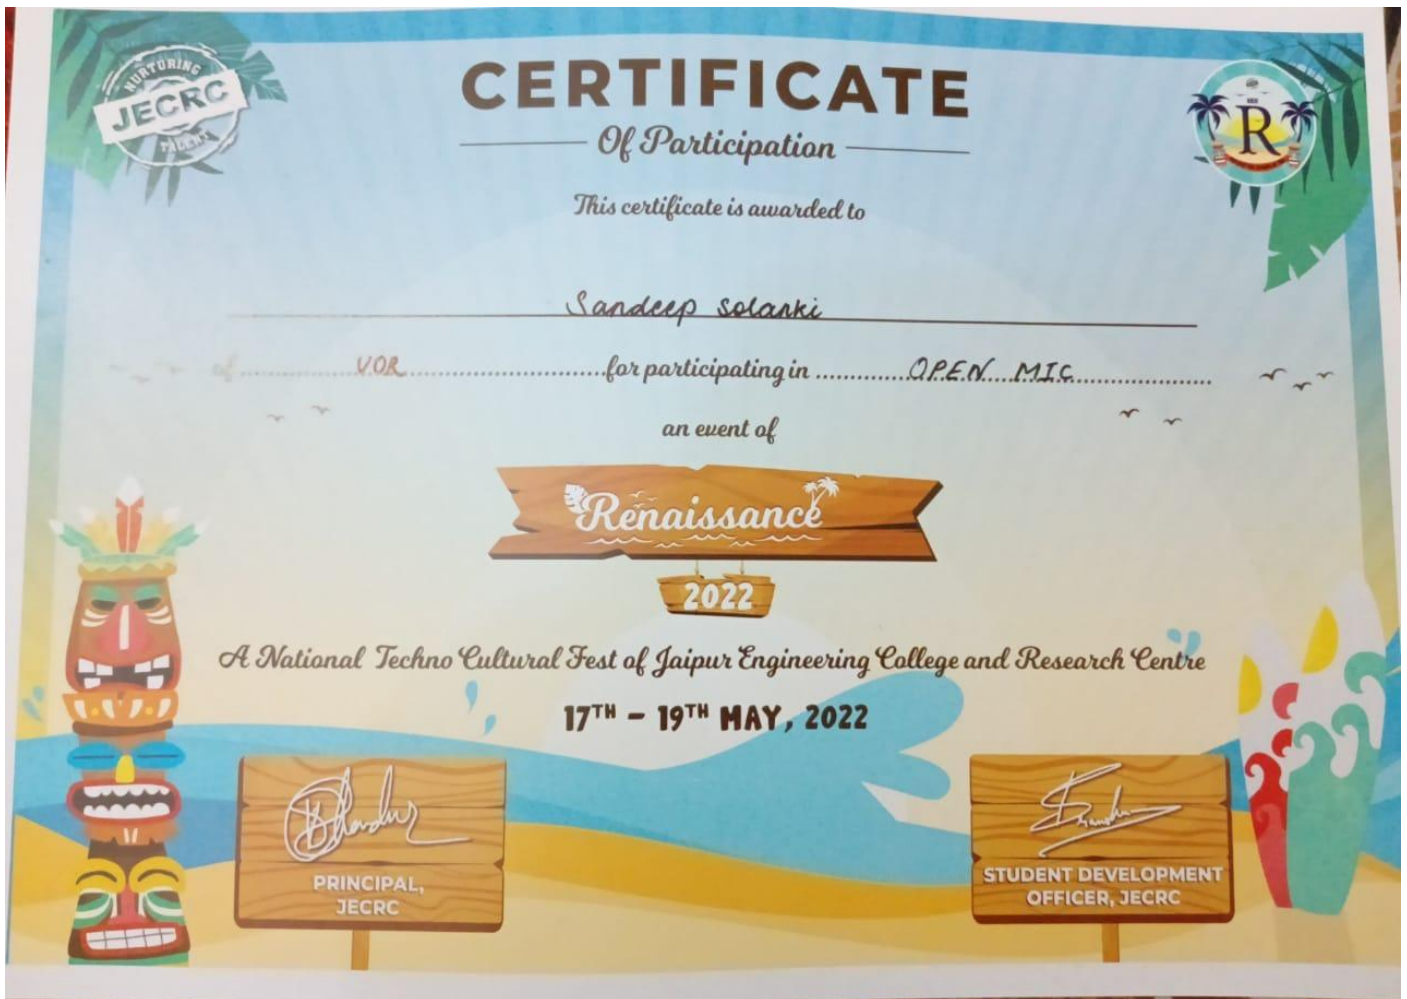 NURTURING
JECRC
TALENT
CERTIFICATE
Of Participation
R
This certificate is awarded to
Sandeep Solanki
of ..................VOR..............................for participating in ..............OPEN MIC....................
an event of
Renaissance
2022
A National Techno Cultural Fest of Jaipur Engineering College and Research Centre
17TH – 19TH MAY, 2022
PRINCIPAL,
JECRC
STUDENT DEVELOPMENT
OFFICER, JECRC